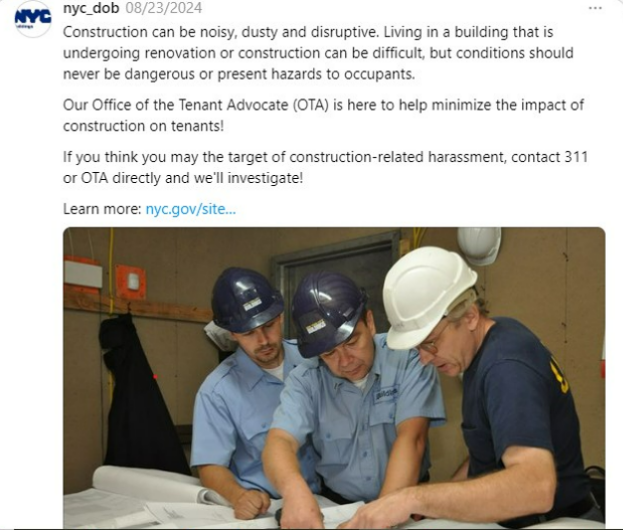 NYC
Buildings
nyc_dob 08/23/2024
...
Construction can be noisy, dusty and disruptive. Living in a building that is
undergoing renovation or construction can be difficult, but conditions should
never be dangerous or present hazards to occupants.
Our Office of the Tenant Advocate (OTA) is here to help minimize the impact of
construction on tenants!
If you think you may the target of construction-related harassment, contact 311
or OTA directly and we'll investigate!
Learn more: nyc.gov/site...